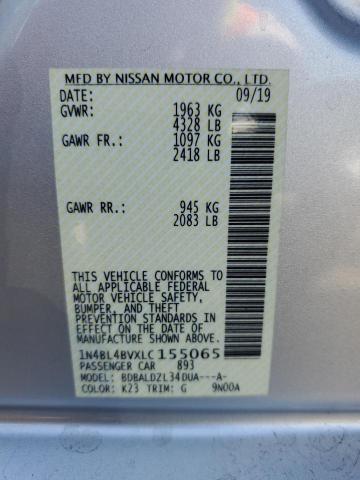 MFD BY NISSAN MOTOR CO., LTD.
DATE: 09/19
GVWR: 1963 KG
4328 LB
GAWR FR.: 1097 KG
2418 LB
GAWR RR.: 945 KG
2083 LB
THIS VEHICLE CONFORMS TO
ALL APPLICABLE FEDERAL
MOTOR VEHICLE SAFETY,
BUMPER, AND THEFT
PREVENTION STANDARDS
IN EFFECT ON THE DATE
OF MANUFACTURE SHOWN ABOVE.
1N4BL4BVXLC155065
PASSENGER CAR 893
MODEL: BDBALDZL34DUA---A-
COLOR: K23 TRIM: G 9N00A